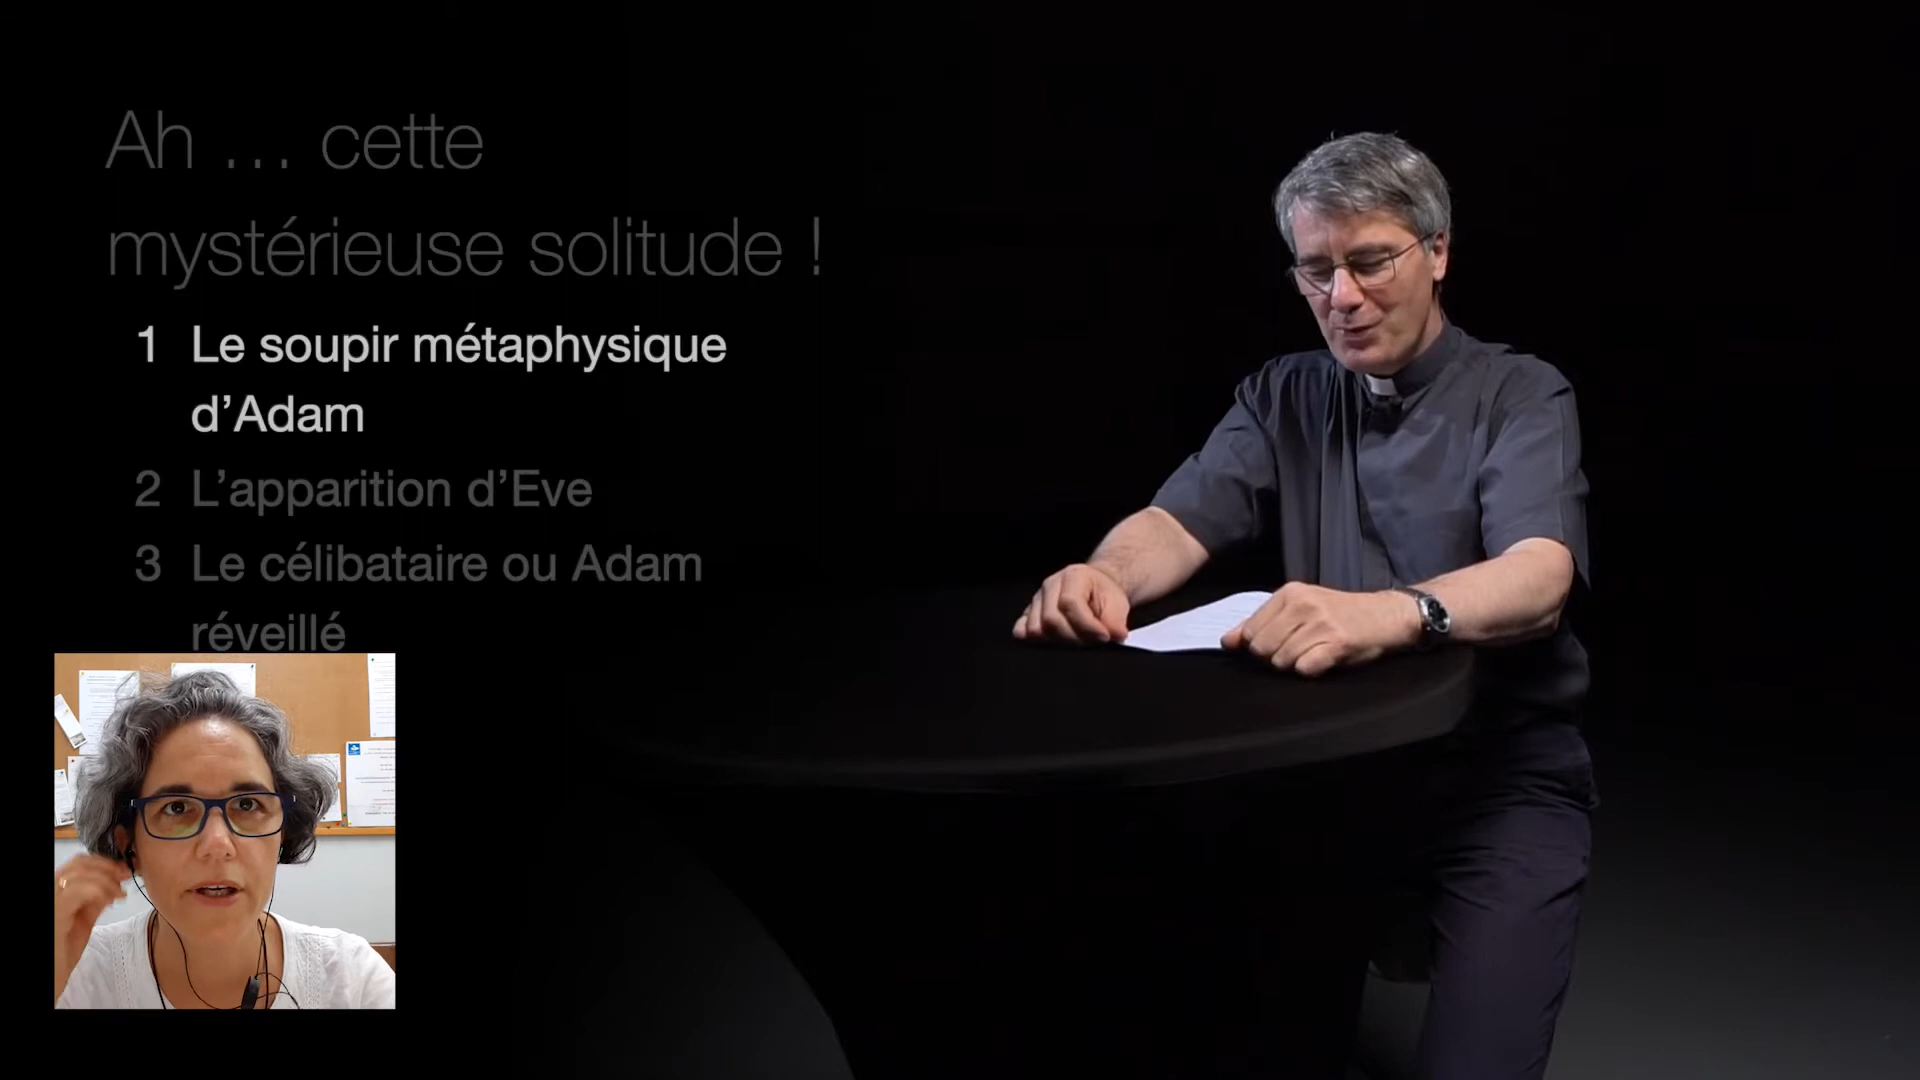 Ah … cette
mystérieuse solitude !
1 Le soupir métaphysique
d’Adam
2 L’apparition d’Eve
3 Le célibataire ou Adam
réveillé